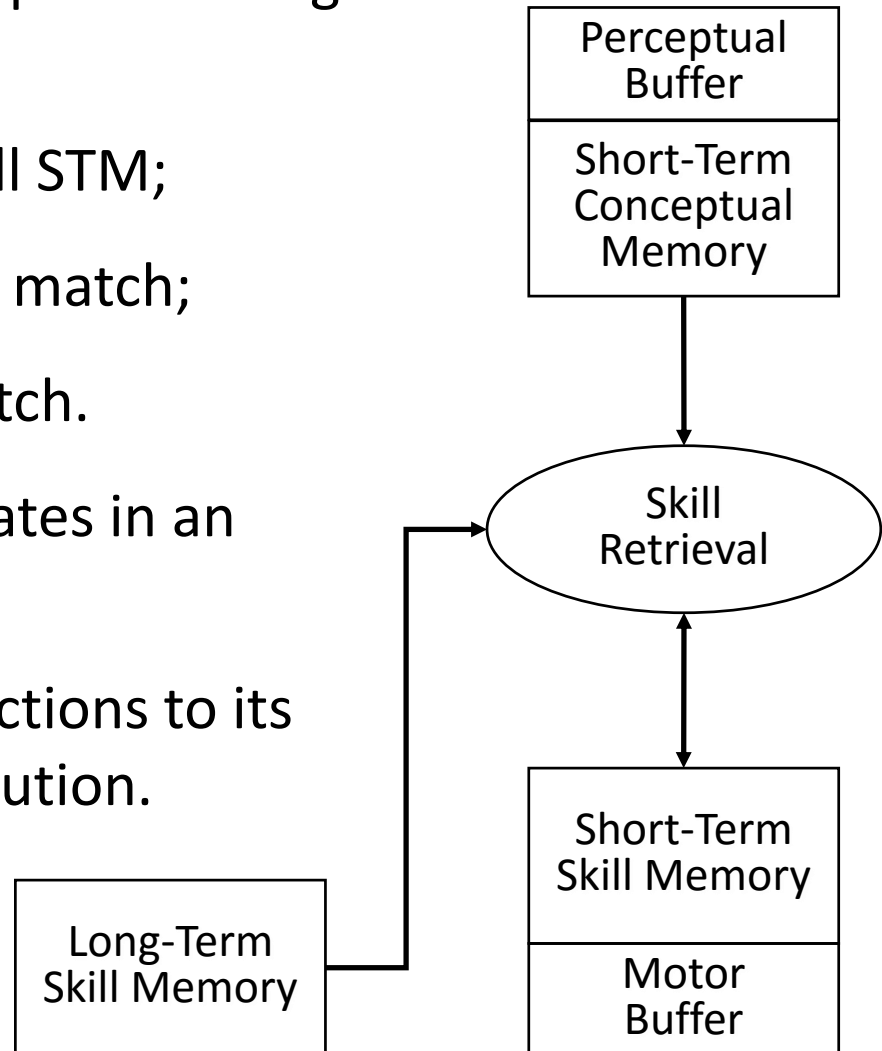 ll STM;
match;
tch.
ates in an
ctions to its
ution.
Perceptual
Buffer
Short-Term
Conceptual
Memory
Skill
Retrieval
Short-Term
Skill Memory
Motor
Buffer
Long-Term
Skill Memory